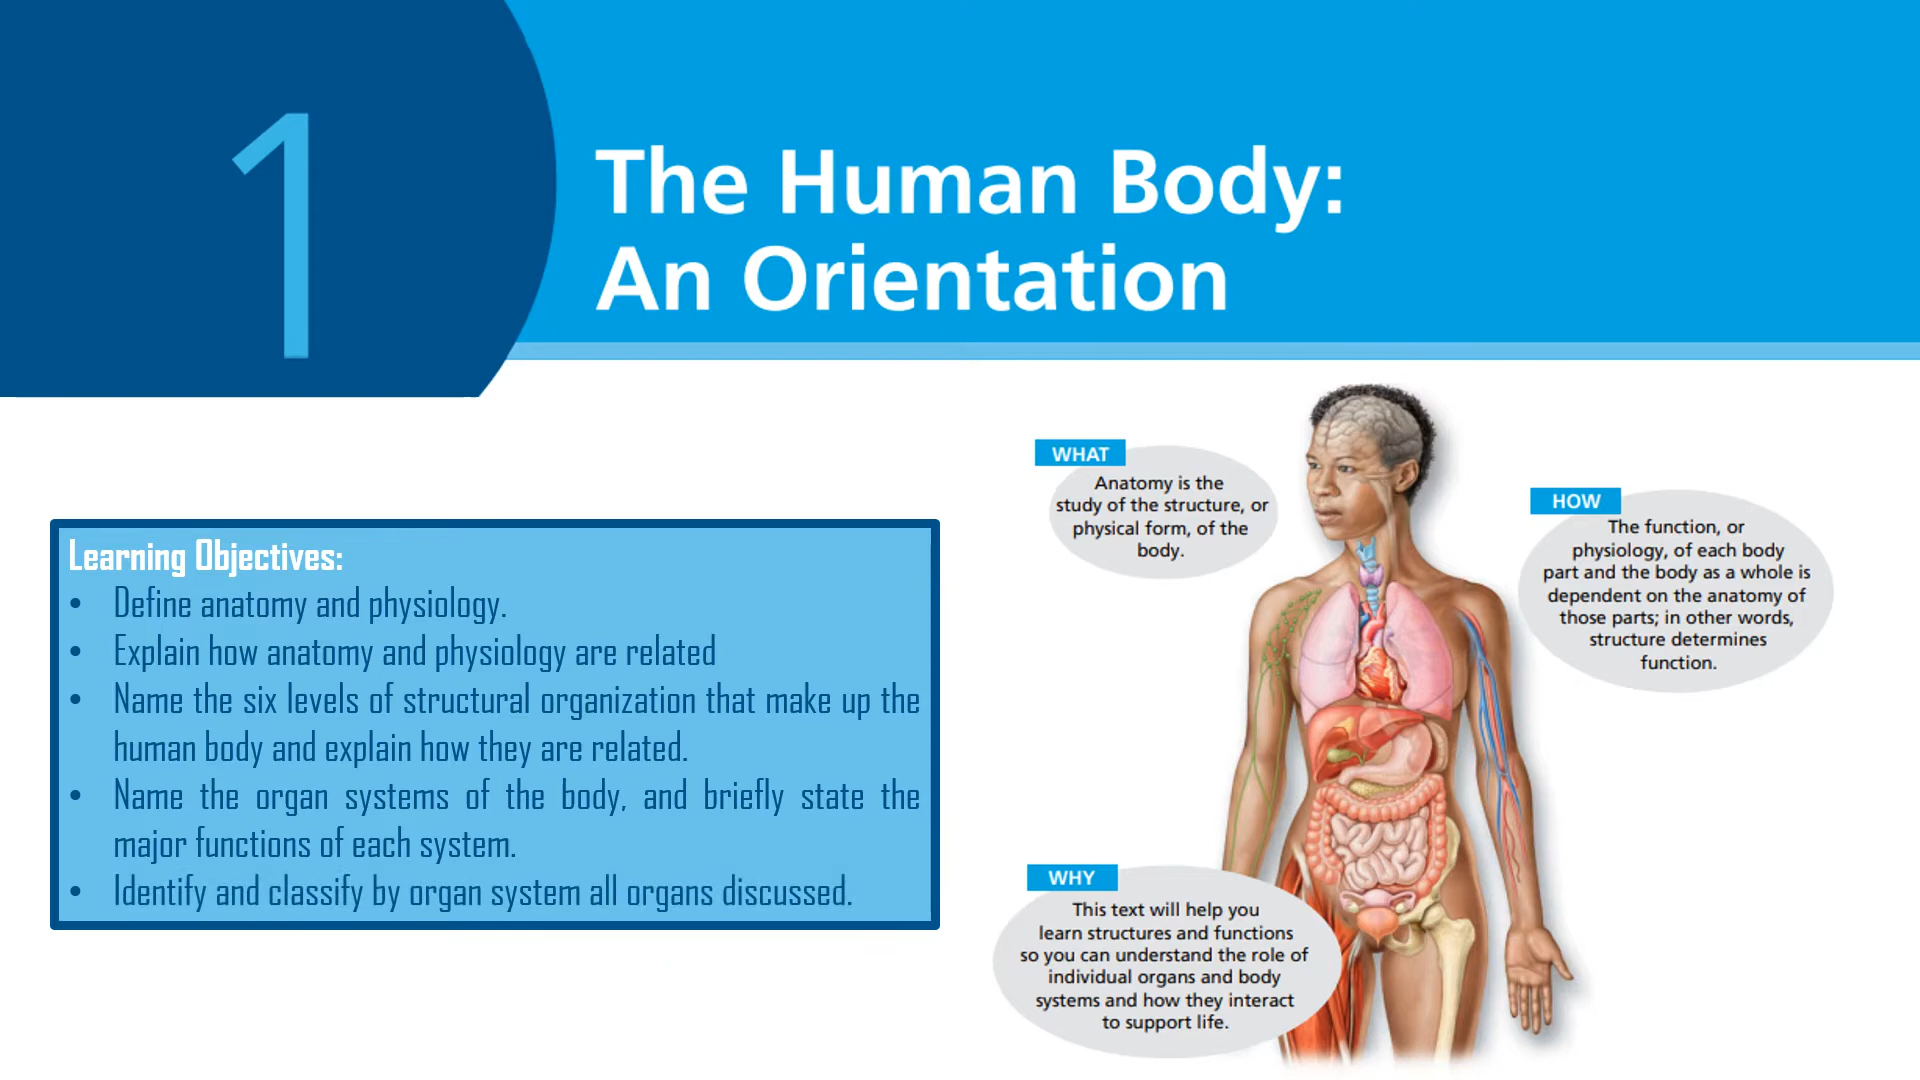 1
The Human Body:
An Orientation
Learning Objectives:
• Define anatomy and physiology.
• Explain how anatomy and physiology are related
• Name the six levels of structural organization that make up the
human body and explain how they are related.
• Name the organ systems of the body, and briefly state the
major functions of each system.
• Identify and classify by organ system all organs discussed.
WHAT
Anatomy is the
study of the structure, or
physical form, of the
body.
HOW
The function, or
physiology, of each body
part and the body as a whole is
dependent on the anatomy of
those parts; in other words,
structure determines
function.
WHY
This text will help you
learn structures and functions
so you can understand the role of
individual organs and body
systems and how they interact
to support life.